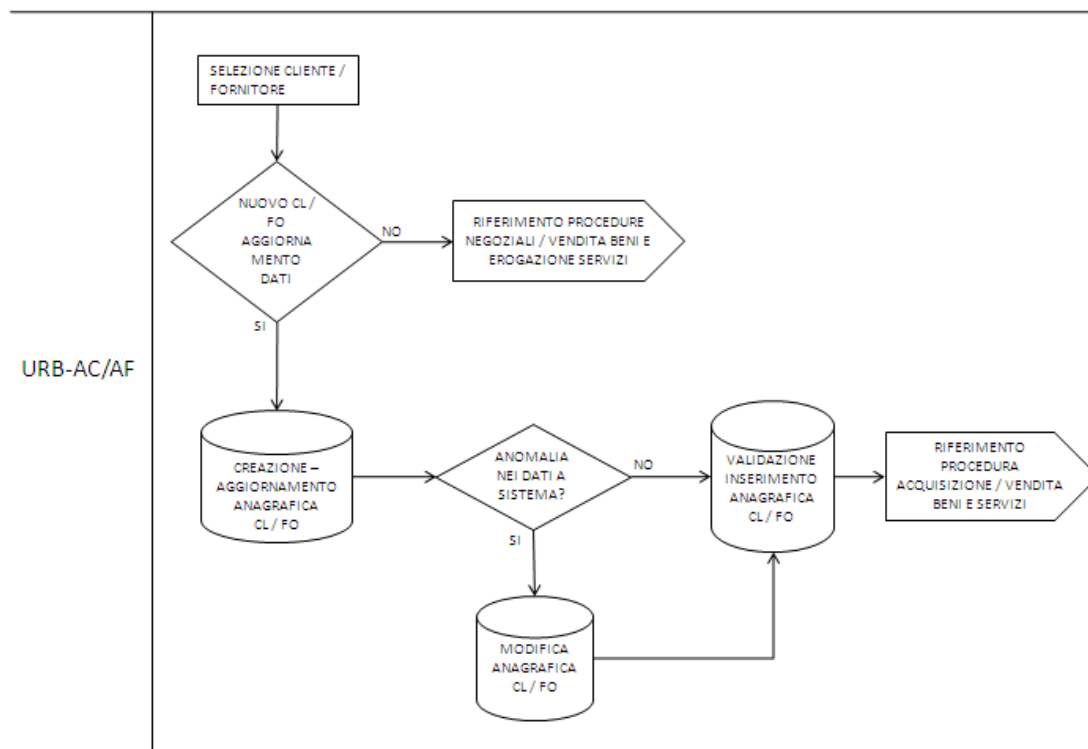 SELEZIONE CLIENTE /
FORNITORE
NUOVO CL /
FO
AGGIORNA
MENTO
DATI
NO
RIFERIMENTO PROCEDURE
NEGOZIALI / VENDITA BENI E
EROGAZIONE SERVIZI
SI
URB-AC/AF
CREAZIONE –
AGGIORNAMENTO
ANAGRAFICA
CL / FO
ANOMALIA
NEI DATI A
SISTEMA?
NO
VALIDAZIONE
INSERIMENTO
ANAGRAFICA
CL / FO
RIFERIMENTO
PROCEDURA
ACQUISIZIONE / VENDITA
BENI E SERVIZI
SI
MODIFICA
ANAGRAFICA
CL / FO